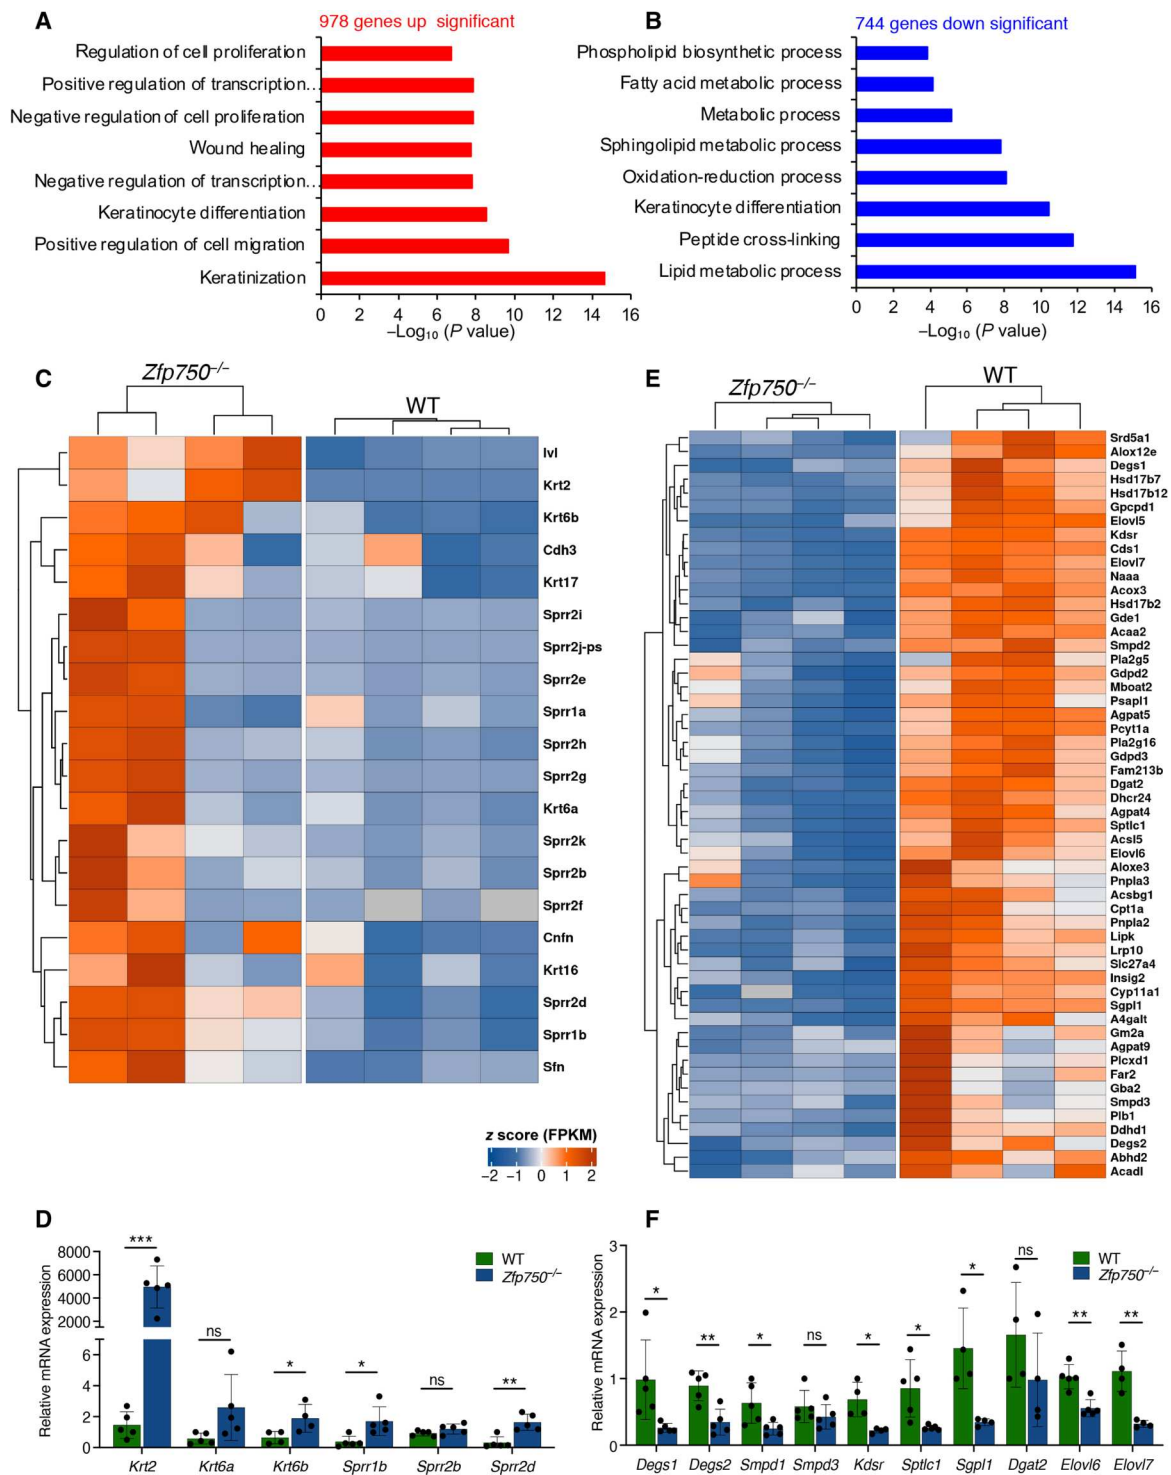 A
978 genes up significant
Regulation of cell proliferation
Positive regulation of transcription...
Negative regulation of cell proliferation
Wound healing
Negative regulation of transcription...
Keratinocyte differentiation
Positive regulation of cell migration
Keratinization
0 2 4 6 8 10 12 14 16
–Log₁₀ (P value)
B
744 genes down significant
Phospholipid biosynthetic process
Fatty acid metabolic process
Metabolic process
Sphingolipid metabolic process
Oxidation-reduction process
Keratinocyte differentiation
Peptide cross-linking
Lipid metabolic process
0 2 4 6 8 10 12 14 16
–Log₁₀ (P value)
C
Zfp750⁻/⁻
WT
Ivl
Krt2
Krt6b
Cdh3
Krt17
Sprr2i
Sprr2j-ps
Sprr2e
Sprr1a
Sprr2h
Sprr2g
Krt6a
Sprr2k
Sprr2b
Sprr2f
Cnfn
Krt16
Sprr2d
Sprr1b
Sfn
z score (FPKM)
–2 –1 0 1 2
E
Zfp750⁻/⁻
WT
Srd5a1
Alox12e
Degs1
Hsd17b7
Hsd17b12
Gpcpd1
Elovl5
Kdsr
Cds1
Elovl7
Naaa
Acox3
Hsd17b2
Gde1
Acaa2
Smpd2
Pla2g5
Gdpd2
Mboat2
Psapl1
Agpat5
Pcyt1a
Pla2g16
Gdpd3
Fam213b
Dgat2
Dhcr24
Agpat4
Sptlc1
Acsl5
Elovl6
Aloxe3
Pnpla3
Acsbg1
Cpt1a
Pnpla2
Lipk
Lrp10
Slc27a4
Insig2
Cyp11a1
Sgpl1
A4galt
Gm2a
Agpat9
Plcxd1
Far2
Gba2
Smpd3
Plb1
Ddhd1
Degs2
Abhd2
Acadl
D
Relative mRNA expression
8000
6000
4000
2000
6
4
2
0
*** ns * * ns **
WT
Zfp750⁻/⁻
Krt2 Krt6a Krt6b Sprr1b Sprr2b Sprr2d
F
Relative mRNA expression
3
2
1
0
* ** * ns * * * ns ** **
WT
Zfp750⁻/⁻
Degs1 Degs2 Smpd1 Smpd3 Kdsr Sptlc1 Sgpl1 Dgat2 Elovl6 Elovl7